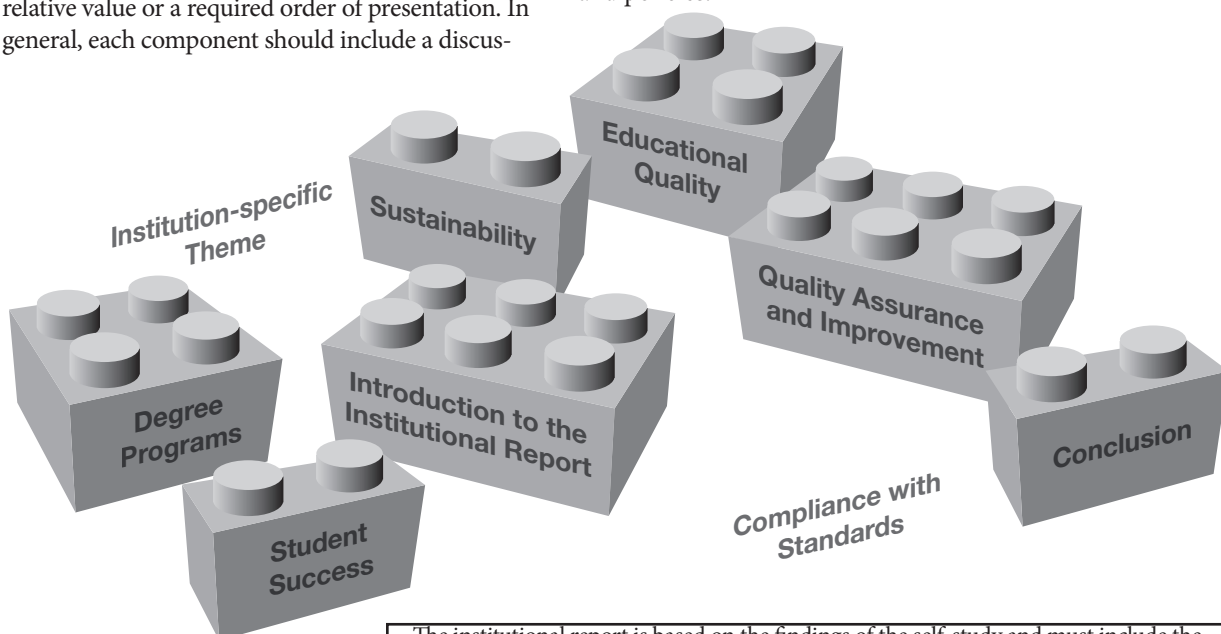 relative value or a required order of presentation. In
general, each component should include a discus-
Educational
Quality
Sustainability
Institution-specific
Theme
Quality Assurance
and Improvement
Degree
Programs
Introduction to the
Institutional Report
Conclusion
Compliance with
Standards
Student
Success
The institutional report is based on the findings of the self-study and must include the